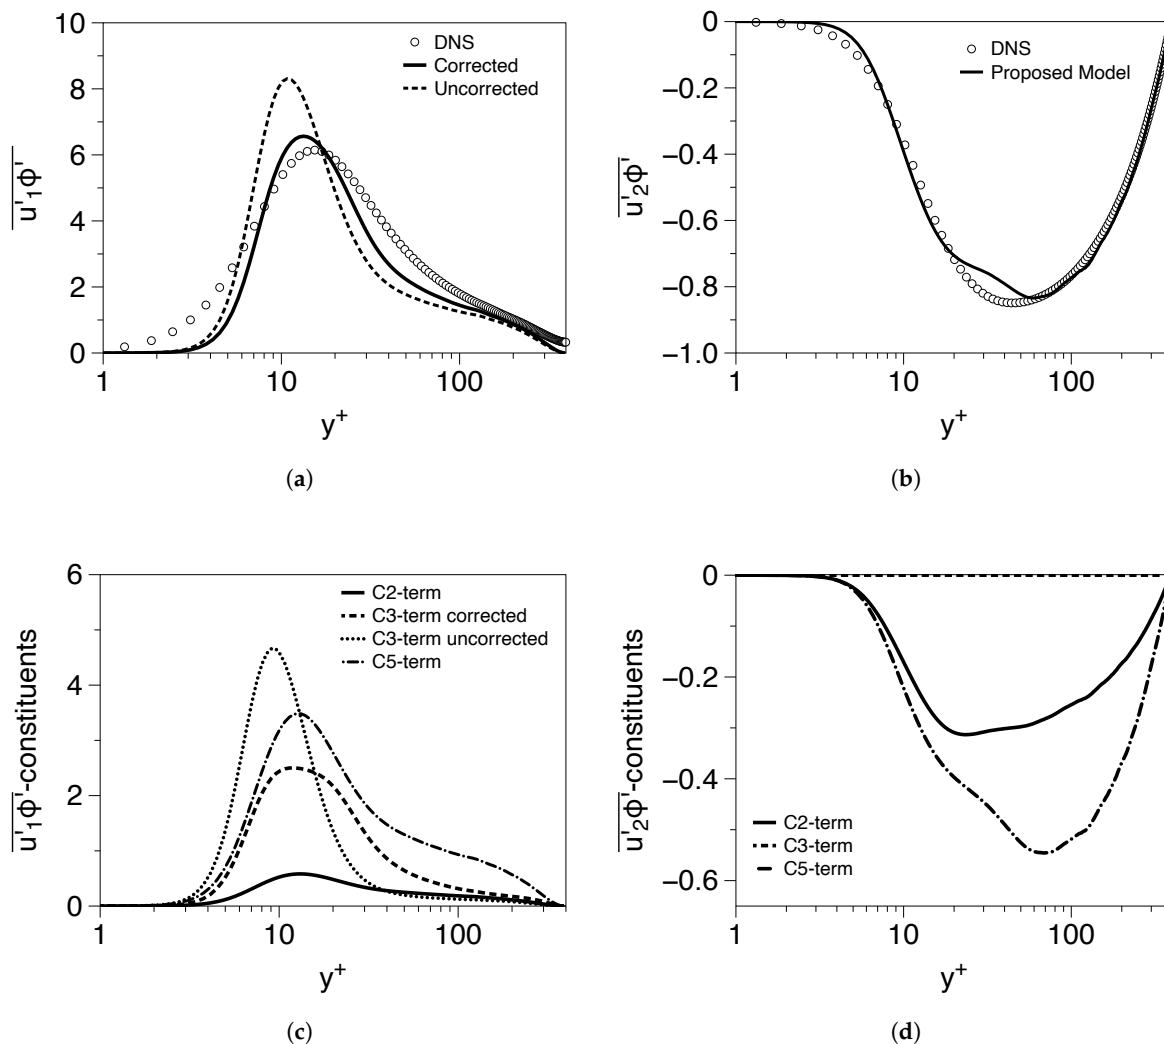 10
8
6
4
2
0
DNS
Corrected
Uncorrected
u'₁ϕ'
1
10
100
y⁺
(a)
0
−0.2
−0.4
−0.6
−0.8
−1.0
DNS
Proposed Model
u'₂ϕ'
1
10
100
y⁺
(b)
6
4
2
0
C2-term
C3-term corrected
C3-term uncorrected
C5-term
u'₁ϕ'-constituents
1
10
100
y⁺
(c)
0
−0.2
−0.4
−0.6
C2-term
C3-term
C5-term
u'₂ϕ'-constituents
1
10
100
y⁺
(d)